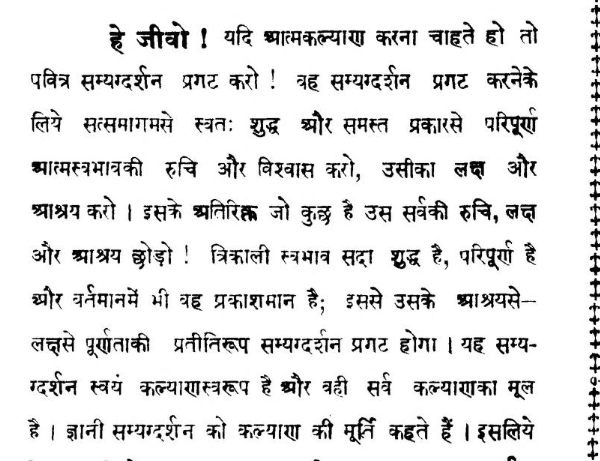 हे जीवो ! यदि आत्मकल्याण करना चाहते हो तो
पवित्र सम्यग्दर्शन प्रगट करो ! वह सम्यग्दर्शन प्रगट करनेके
लिये सत्समागमसे स्वतः शुद्ध और समस्त प्रकारसे परिपूर्ण
आत्मस्वभावकी रुचि और विश्वास करो, उसीका लक्ष और
आश्रय करो । इसके अतिरिक्त जो कुछ है उस सर्वकी रुचि, लक्ष
और आश्रय छोड़ो ! त्रिकाली स्वभाव सदा शुद्ध है, परिपूर्ण है
और वर्तमानमें भी वह प्रकाशमान है; इससे उसके आश्रयसे–
लक्षसे पूर्णताकी प्रतीतिरूप सम्यग्दर्शन प्रगट होगा । यह सम्य-
ग्दर्शन स्वयं कल्याणस्वरूप है और वही सर्व कल्याणका मूल
है । ज्ञानी सम्यग्दर्शन को कल्याण की मूर्ति कहते हैं । इसलिये